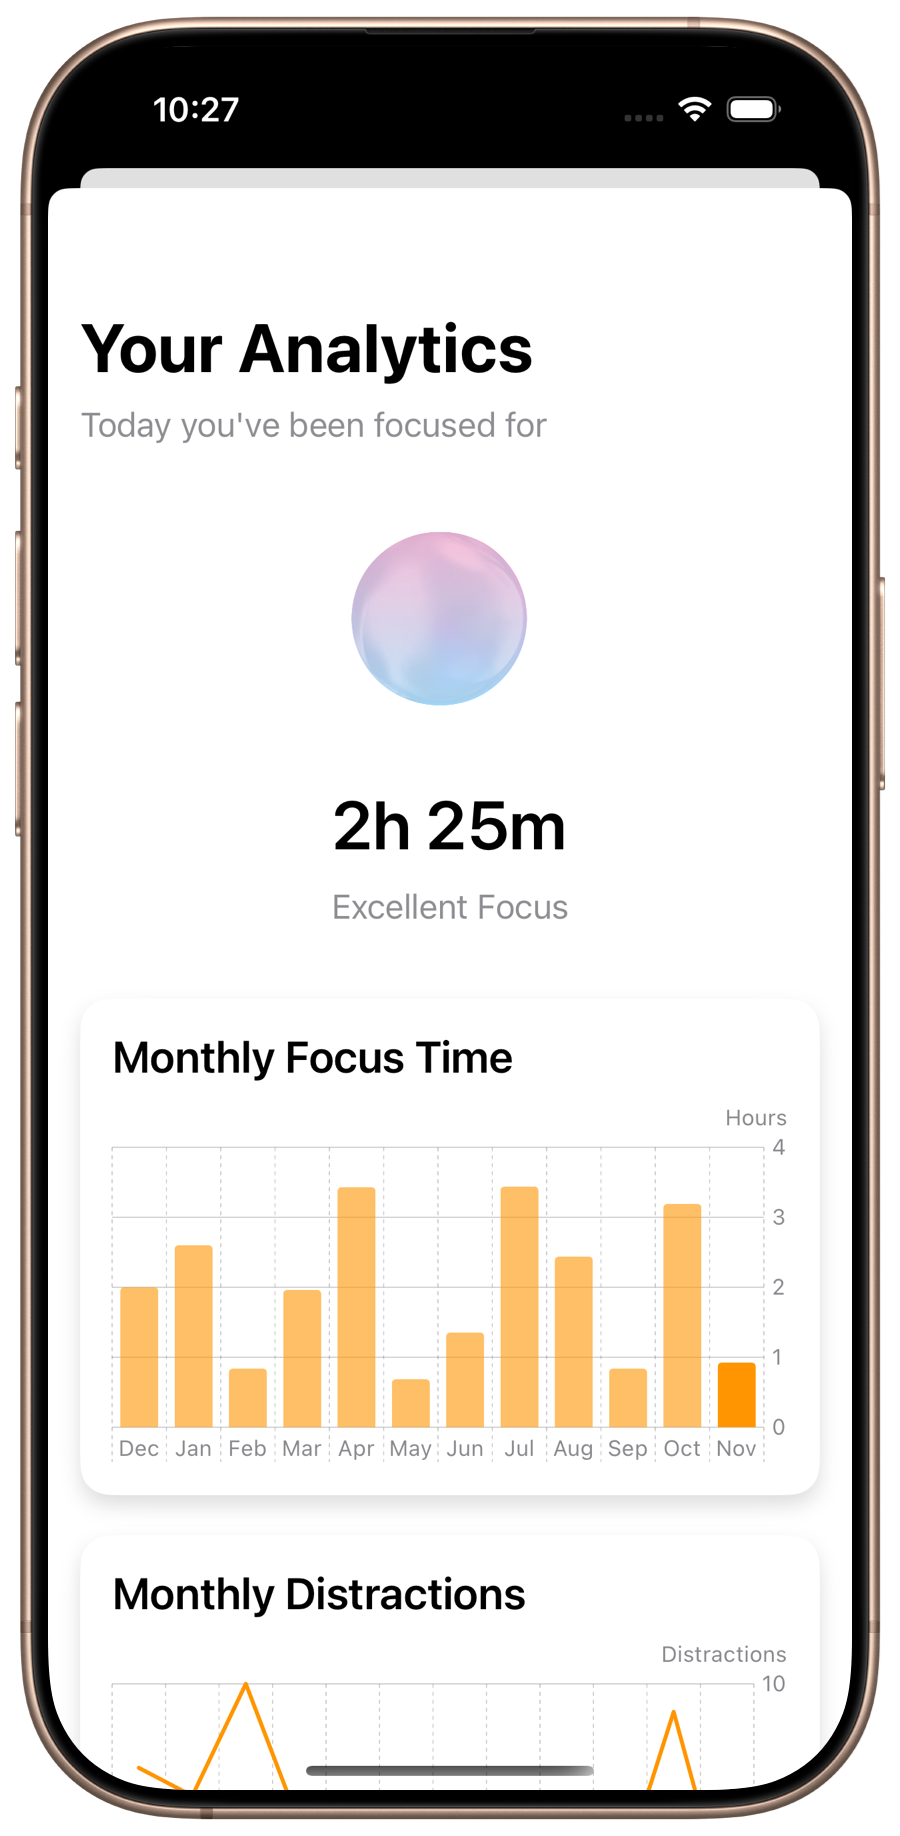 10:27
Your Analytics
Today you've been focused for
2h 25m
Excellent Focus
Monthly Focus Time
Hours
4
3
2
1
0
Dec Jan Feb Mar Apr May Jun Jul Aug Sep Oct Nov
Monthly Distractions
Distractions
10